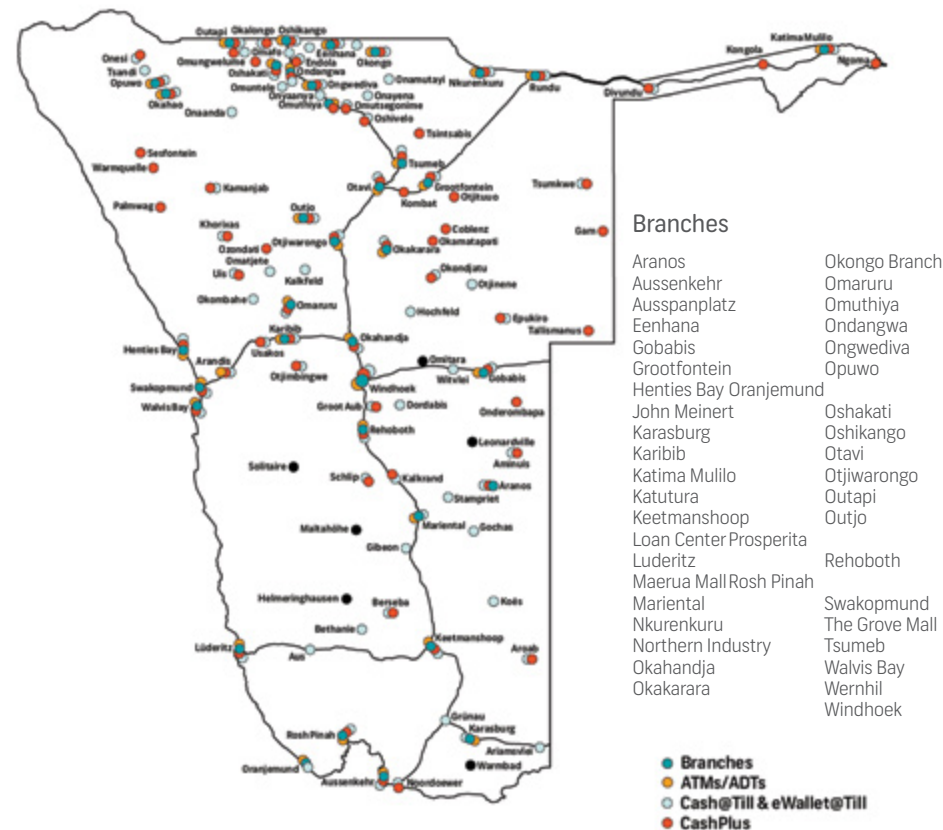 Outapi
Okalongo
Oshikango
Katima Mulilo
Onesi
Omungwelume
Omafo
Eenhana
Kongola
Tsandi
Endola
Okongo
Ngoma
Oshakati
Ondangwa
Opuwo
Omuntele
Ongwediva
Onamutayi
Nkurenkuru
Rundu
Divundu
Okahao
Onyaanya
Onayena
Omuthiya
Omutsegonime
Onaanda
Oshivelo
Tsintsabis
Sesfontein
Warmquelle
Tsumeb
Kamanjab
Otavi
Grootfontein
Tsumkwe
Kombat
Otjituuo
Palmwag
Outjo
Khorixas
Otjiwarongo
Coblenz
Gam
Ozondati
Okamatapati
Okakarara
Omatjete
Uis
Kalkfeld
Okondjatu
Otjinene
Okombahe
Omaruru
Hochfeld
Epukiro
Talismanus
Karibib
Okahandja
Henties Bay
Usakos
Arandis
Otjimbingwe
Omitara
Witvlei
Gobabis
Swakopmund
Windhoek
Walvis Bay
Groot Aub
Dordabis
Onderombapa
Rehoboth
Leonardville
Aminuis
Solitaire
Schlip
Kalkrand
Aranos
Stampriet
Mariental
Gochas
Maltahöhe
Gibeon
Helmeringhausen
Berseba
Koës
Bethanie
Keetmanshoop
Lüderitz
Aus
Aroab
Grünau
Rosh Pinah
Karasburg
Ariamsvlei
Oranjemund
Warmbad
Aussenkehr
Noordoewer
Branches
Aranos Okongo Branch
Aussenkehr Omaruru
Ausspanplatz Omuthiya
Eenhana Ondangwa
Gobabis Ongwediva
Grootfontein Opuwo
Henties Bay Oranjemund
John Meinert Oshakati
Karasburg Oshikango
Karibib Otavi
Katima Mulilo Otjiwarongo
Katutura Outapi
Keetmanshoop Outjo
Loan Center Prosperita
Luderitz Rehoboth
Maerua Mall Rosh Pinah
Mariental Swakopmund
Nkurenkuru The Grove Mall
Northern Industry Tsumeb
Okahandja Walvis Bay
Okakarara Wernhil
Windhoek
Branches
ATMs/ADTs
Cash@Till & eWallet@Till
CashPlus